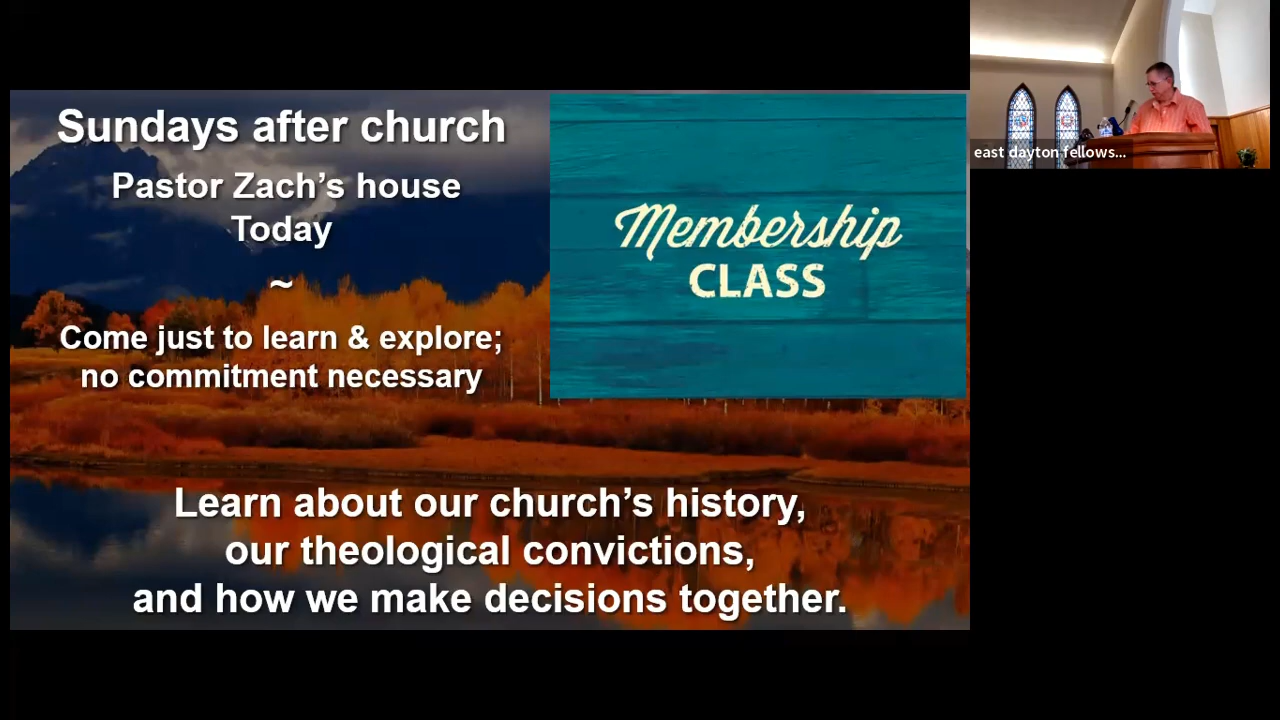 Sundays after church
Pastor Zach’s house
Today
~
Come just to learn & explore;
no commitment necessary
Membership
CLASS
Learn about our church’s history,
our theological convictions,
and how we make decisions together.
east dayton fellows...